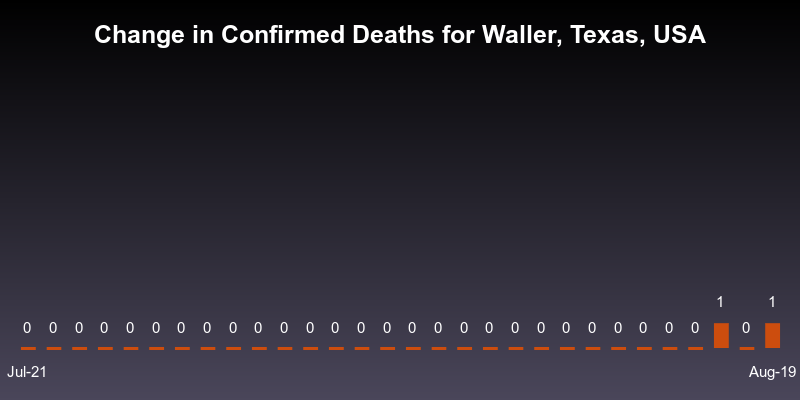 Change in Confirmed Deaths for Waller, Texas, USA
1 1
0 0 0 0 0 0 0 0 0 0 0 0 0 0 0 0 0 0 0 0 0 0 0 0 0 0 0 0
Jul-21 Aug-19